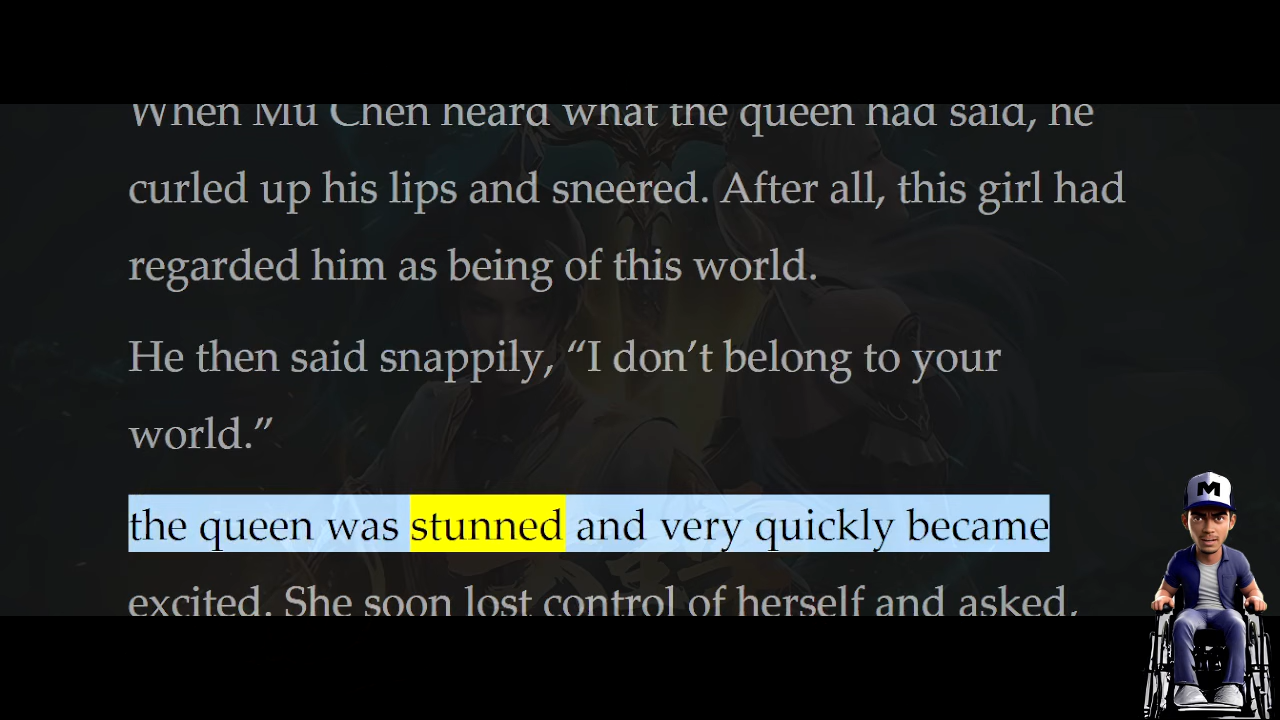 When Mu Chen heard what the queen had said, he
curled up his lips and sneered. After all, this girl had
regarded him as being of this world.
He then said snappily, “I don’t belong to your
world.”
the queen was stunned and very quickly became
excited. She soon lost control of herself and asked,
M